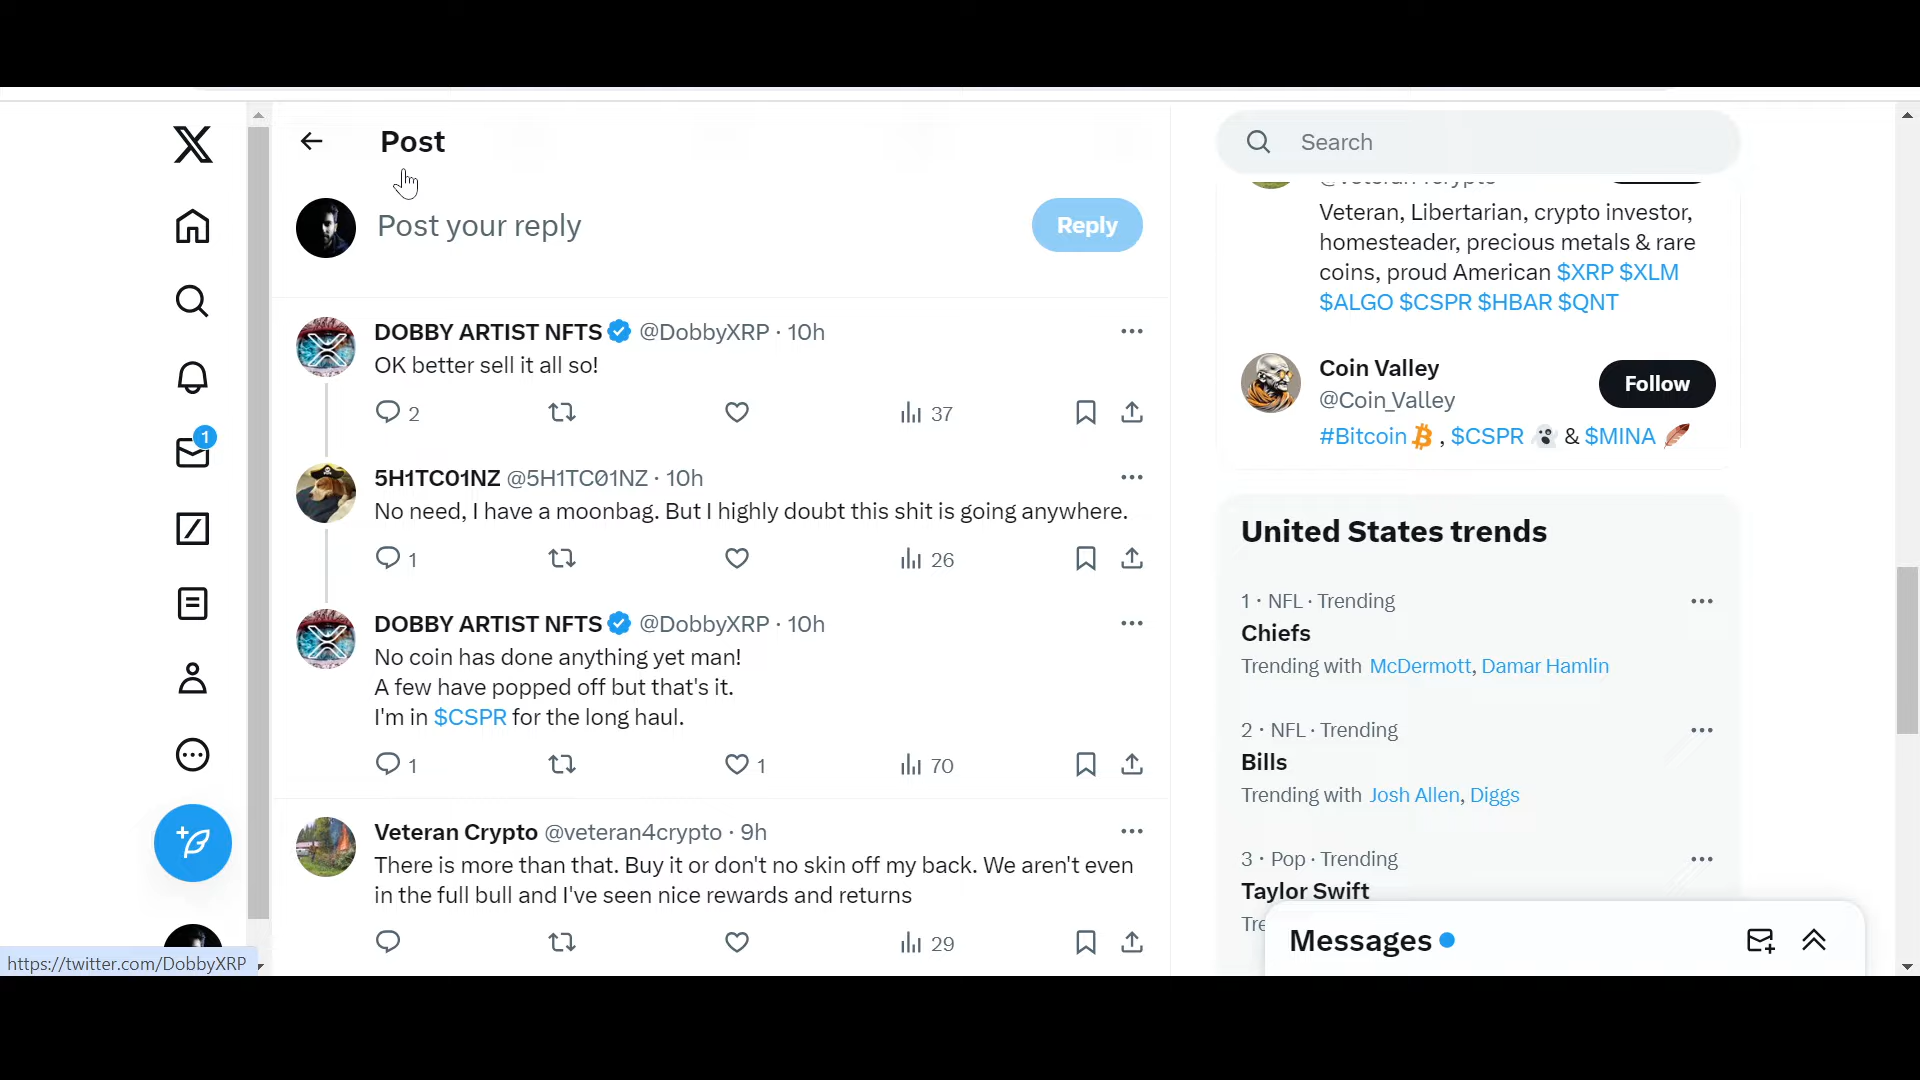 Post
Post your reply
Reply
DOBBY ARTIST NFTS @DobbyXRP · 10h
OK better sell it all so!
2
37
5H1TC01NZ @5H1TC01NZ · 10h
No need, I have a moonbag. But I highly doubt this shit is going anywhere.
1
26
DOBBY ARTIST NFTS @DobbyXRP · 10h
No coin has done anything yet man!
A few have popped off but that's it.
I'm in $CSPR for the long haul.
1
1
70
Veteran Crypto @veteran4crypto · 9h
There is more than that. Buy it or don't no skin off my back. We aren't even
in the full bull and I've seen nice rewards and returns
29
1
https://twitter.com/DobbyXRP
Search
Veteran, Libertarian, crypto investor,
homesteader, precious metals & rare
coins, proud American $XRP $XLM
$ALGO $CSPR $HBAR $QNT
Coin Valley
@Coin_Valley
Follow
#Bitcoin , $CSPR & $MINA
United States trends
1 · NFL · Trending
Chiefs
Trending with McDermott, Damar Hamlin
2 · NFL · Trending
Bills
Trending with Josh Allen, Diggs
3 · Pop · Trending
Taylor Swift
Messages